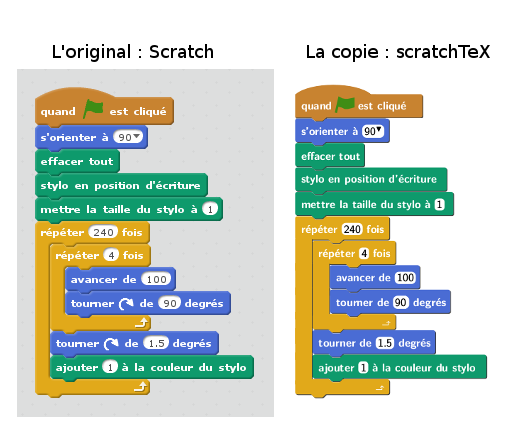 L'original : Scratch
quand est cliqué
s'orienter à 90
effacer tout
stylo en position d'écriture
mettre la taille du stylo à 1
répéter 240 fois
répéter 4 fois
avancer de 100
tourner de 90 degrés
tourner de 1.5 degrés
ajouter 1 à la couleur du stylo
La copie : scratchTeX
quand est cliqué
s'orienter à 90
effacer tout
stylo en position d'écriture
mettre la taille du stylo à 1
répéter 240 fois
répéter 4 fois
avancer de 100
tourner de 90 degrés
tourner de 1.5 degrés
ajouter 1 à la couleur du stylo